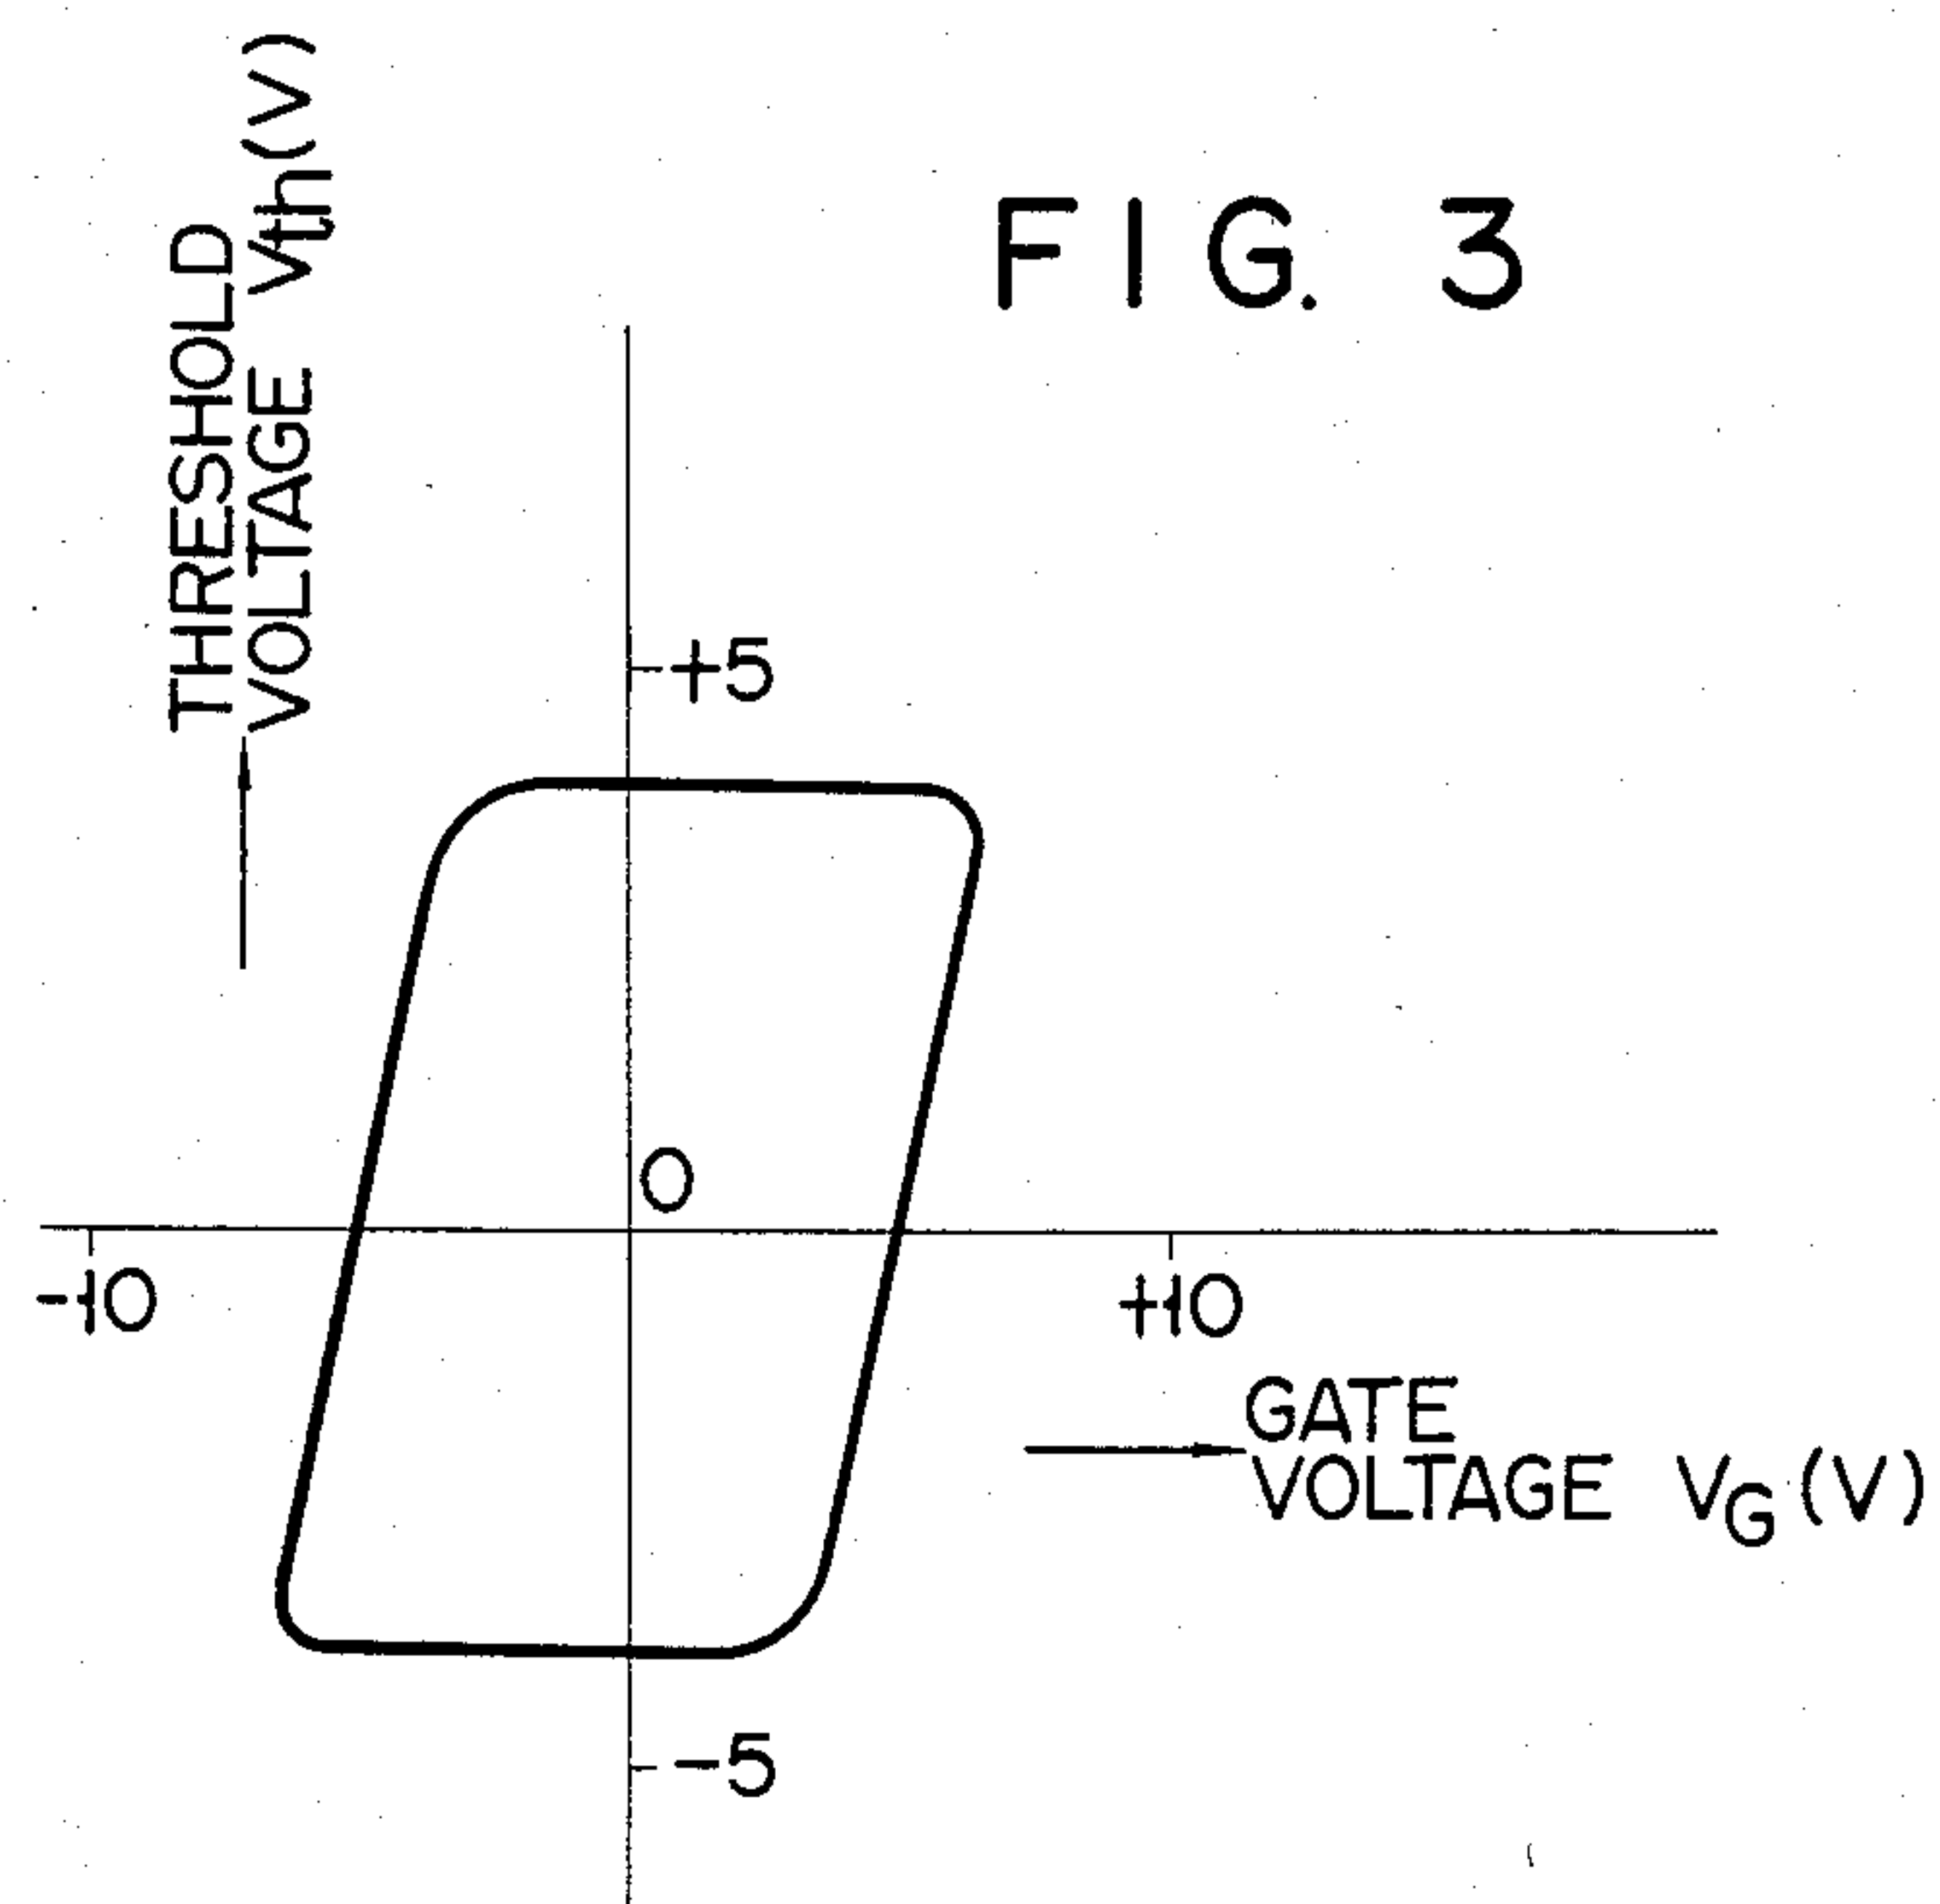 FIG. 3
THRESHOLD
VOLTAGE Vth(V)
+5
0
-10
+10
GATE
VOLTAGE VG(V)
-5